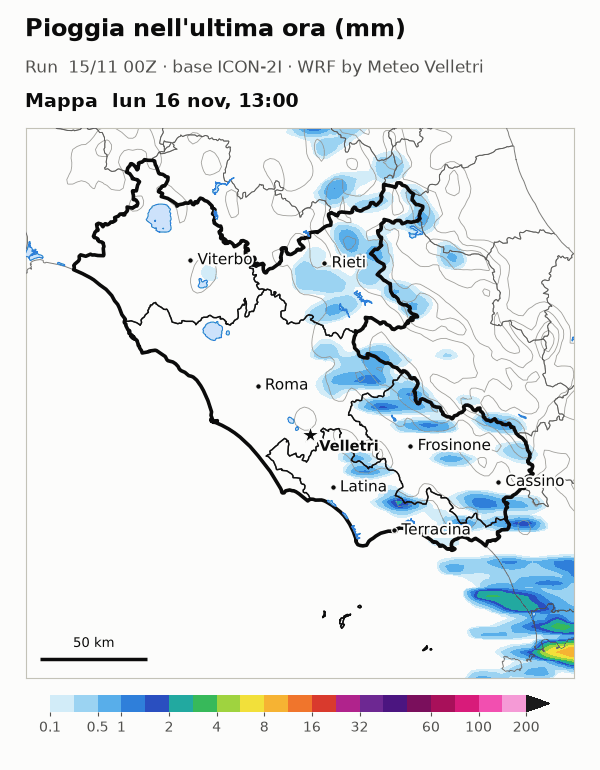 Pioggia nell'ultima ora (mm)
Run 15/11 00Z · base ICON-2I · WRF by Meteo Velletri
Mappa lun 16 nov, 13:00
Viterbo
Rieti
Roma
Velletri
Frosinone
Cassino
Latina
Terracina
50 km
0.1 0.5 1 2 4 8 16 32 60 100 200